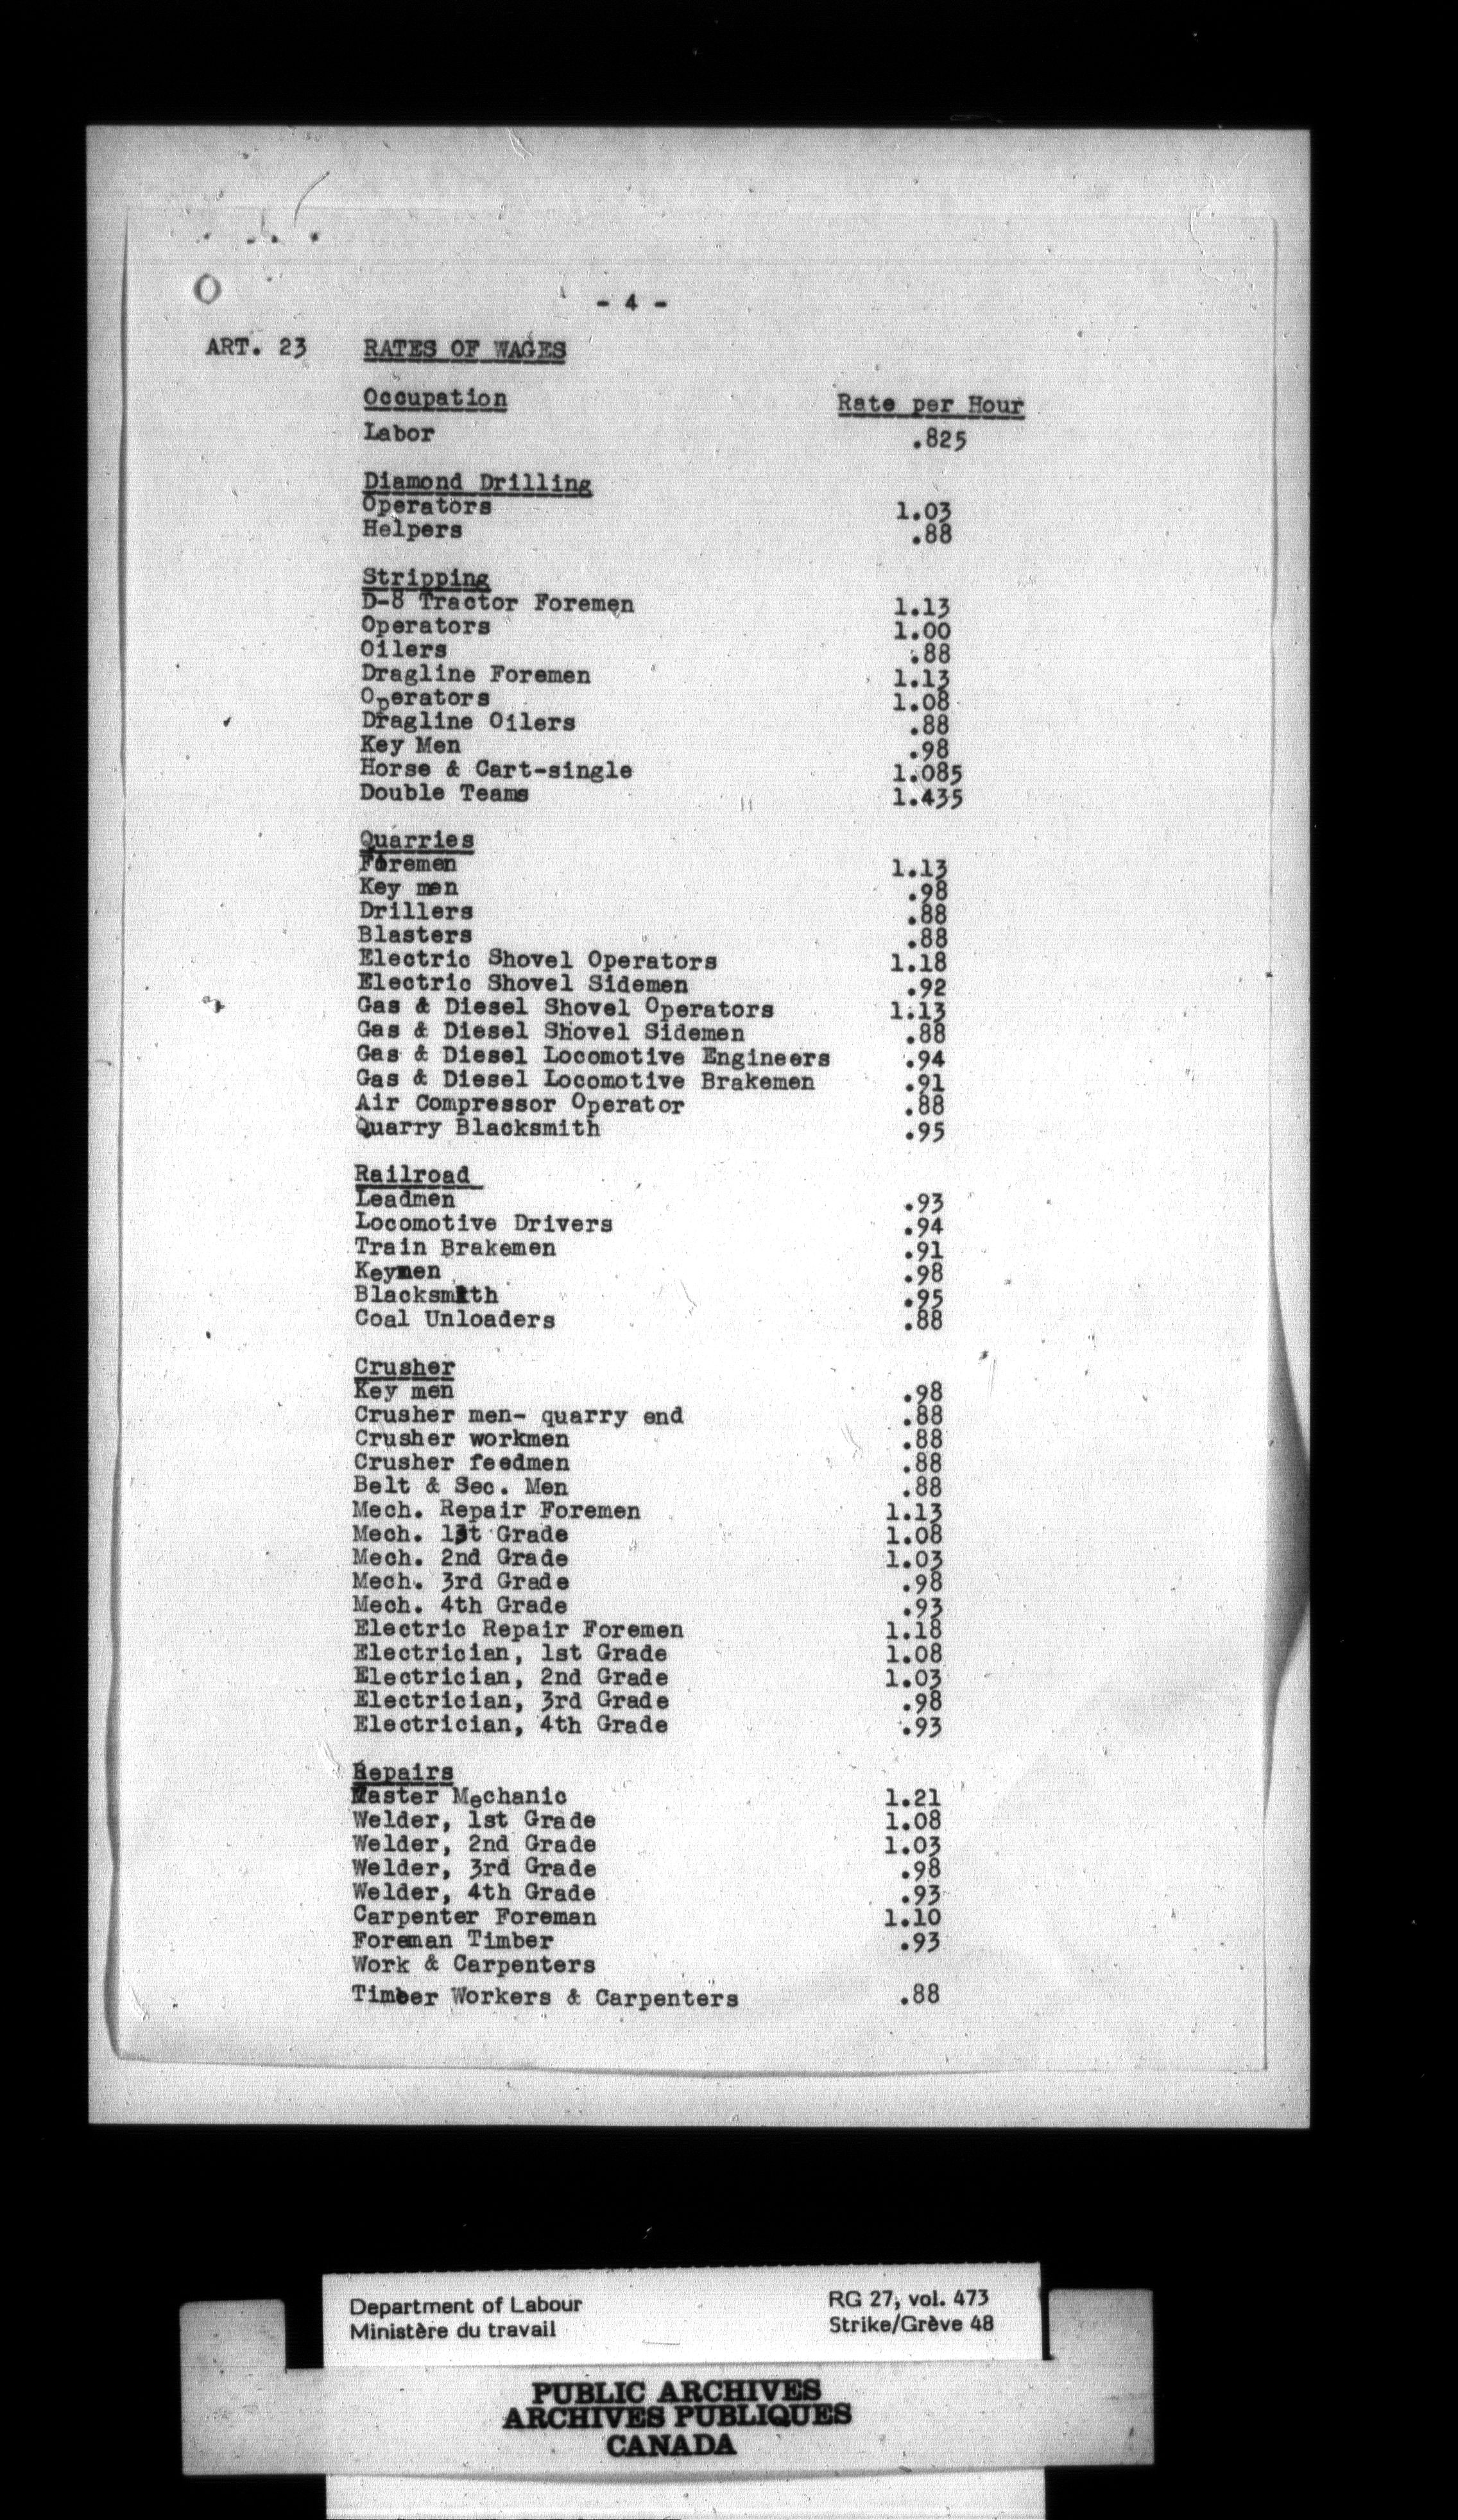 - 4 -
ART. 23 RATES OF WAGES
Occupation Rate per Hour
Labor .825
Diamond Drilling
Operators 1.03
Helpers .88
Stripping
D-8 Tractor Foremen 1.13
Operators 1.00
Oilers .88
Dragline Foremen 1.13
Operators 1.08
Dragline Oilers .88
Key Men .98
Horse & Cart-single 1.085
Double Teams 1.435
Quarries
Foremen 1.13
Key men .98
Drillers .88
Blasters .88
Electric Shovel Operators 1.18
Electric Shovel Sidemen .92
Gas & Diesel Shovel Operators 1.13
Gas & Diesel Shovel Sidemen .88
Gas & Diesel Locomotive Engineers .94
Gas & Diesel Locomotive Brakemen .91
Air Compressor Operator .88
Quarry Blacksmith .95
Railroad
Leadmen .93
Locomotive Drivers .94
Train Brakemen .91
Keymen .98
Blacksmith .95
Coal Unloaders .88
Crusher
Key men .98
Crusher men- quarry end .88
Crusher workmen .88
Crusher feedmen .88
Belt & Sec. Men .88
Mech. Repair Foremen 1.13
Mech. 1st Grade 1.08
Mech. 2nd Grade 1.03
Mech. 3rd Grade .98
Mech. 4th Grade .93
Electric Repair Foremen 1.18
Electrician, 1st Grade 1.08
Electrician, 2nd Grade 1.03
Electrician, 3rd Grade .98
Electrician, 4th Grade .93
Repairs
Master Mechanic 1.21
Welder, 1st Grade 1.08
Welder, 2nd Grade 1.03
Welder, 3rd Grade .98
Welder, 4th Grade .93
Carpenter Foreman 1.10
Foreman Timber .93
Work & Carpenters
Timber Workers & Carpenters .88
Department of Labour RG 27, vol. 473
Ministère du travail Strike/Grève 48
PUBLIC ARCHIVES
ARCHIVES PUBLIQUES
CANADA